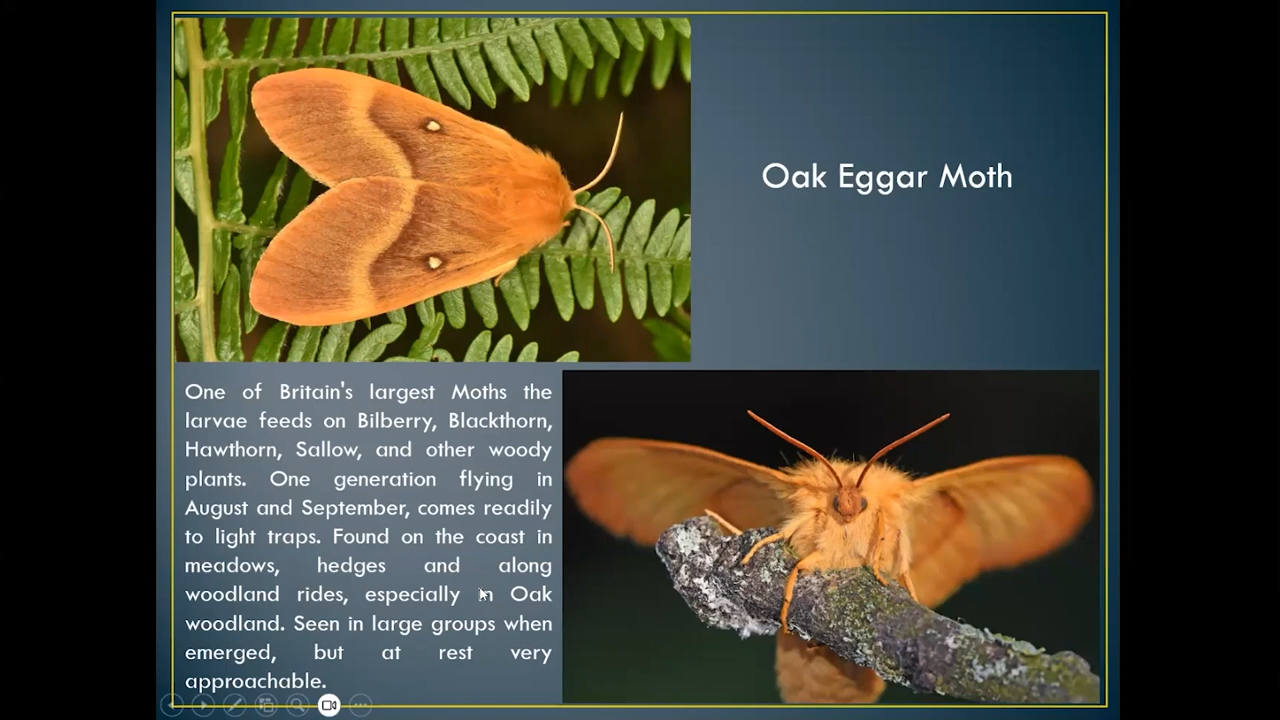 Oak Eggar Moth
One of Britain's largest Moths the
larvae feeds on Bilberry, Blackthorn,
Hawthorn, Sallow, and other woody
plants. One generation flying in
August and September, comes readily
to light traps. Found on the coast in
meadows, hedges and along
woodland rides, especially in Oak
woodland. Seen in large groups when
emerged, but at rest very
approachable.